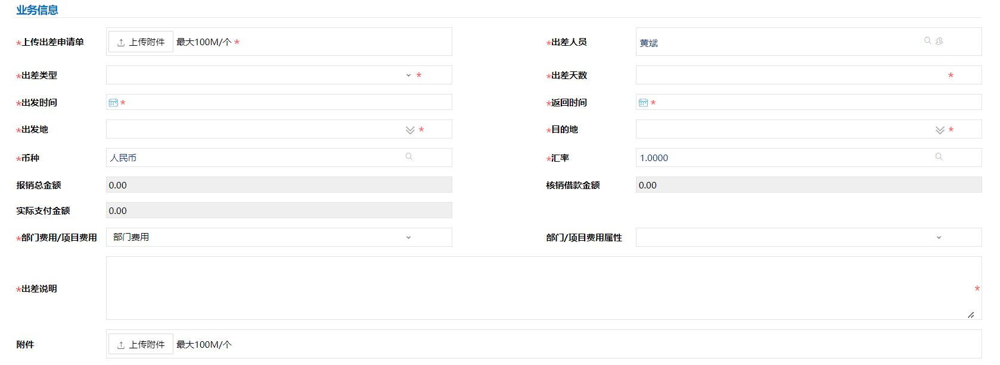 业务信息
*上传出差申请单 上传附件 最大100M/个 * *出差人员 黄斌
*出差类型 * *出差天数 *
*出发时间 * *返回时间 *
*出发地 * *目的地 *
*币种 人民币 *汇率 1.0000
报销总金额 0.00 核销借款金额 0.00
实际支付金额 0.00
*部门费用/项目费用 部门费用 部门/项目费用属性
*出差说明 *
附件 上传附件 最大100M/个